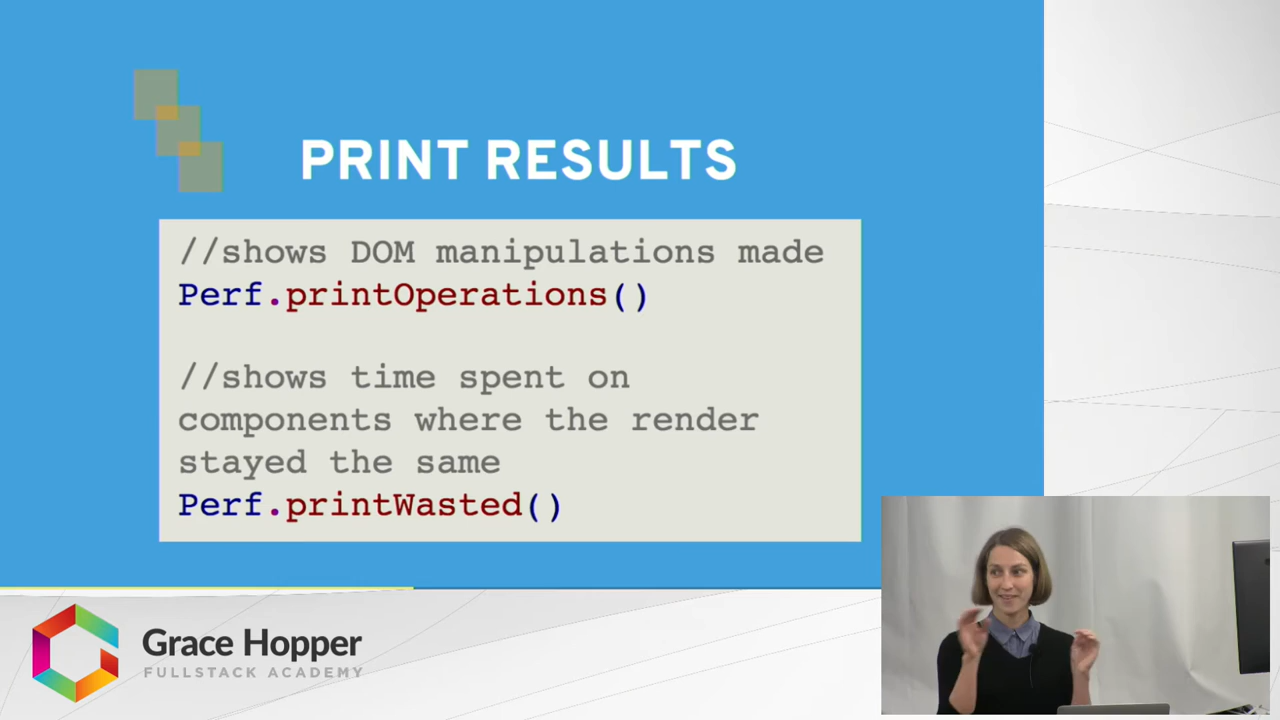 PRINT RESULTS
//shows DOM manipulations made
Perf.printOperations()
//shows time spent on
components where the render
stayed the same
Perf.printWasted()
Grace Hopper
FULLSTACK ACADEMY